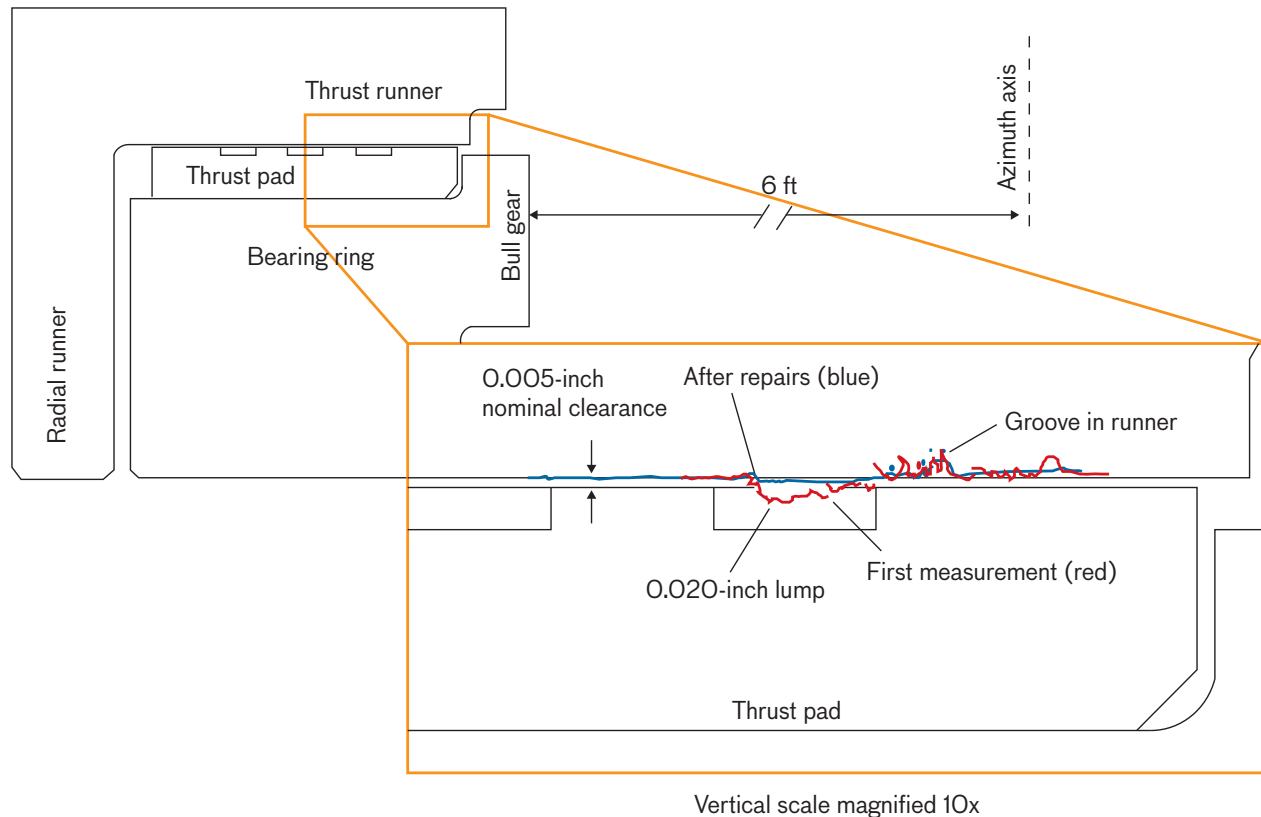 Thrust runner
Azimuth axis
Thrust pad
6 ft
Bull gear
Bearing ring
Radial runner
0.005-inch
nominal clearance
After repairs (blue)
Groove in runner
First measurement (red)
0.020-inch lump
Thrust pad
Vertical scale magnified 10x